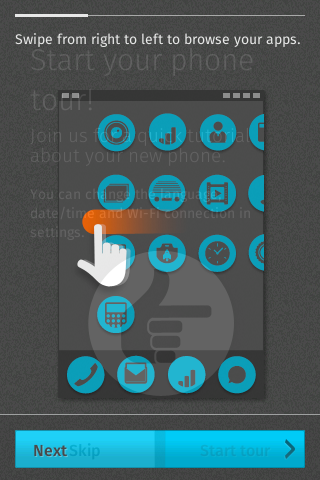 Swipe from right to left to browse your apps.
Start your phone
tour!
Join us for a quick tutorial
about your new phone.
You can change the language,
date/time and Wi-Fi connection in
settings.
Next Skip Start tour